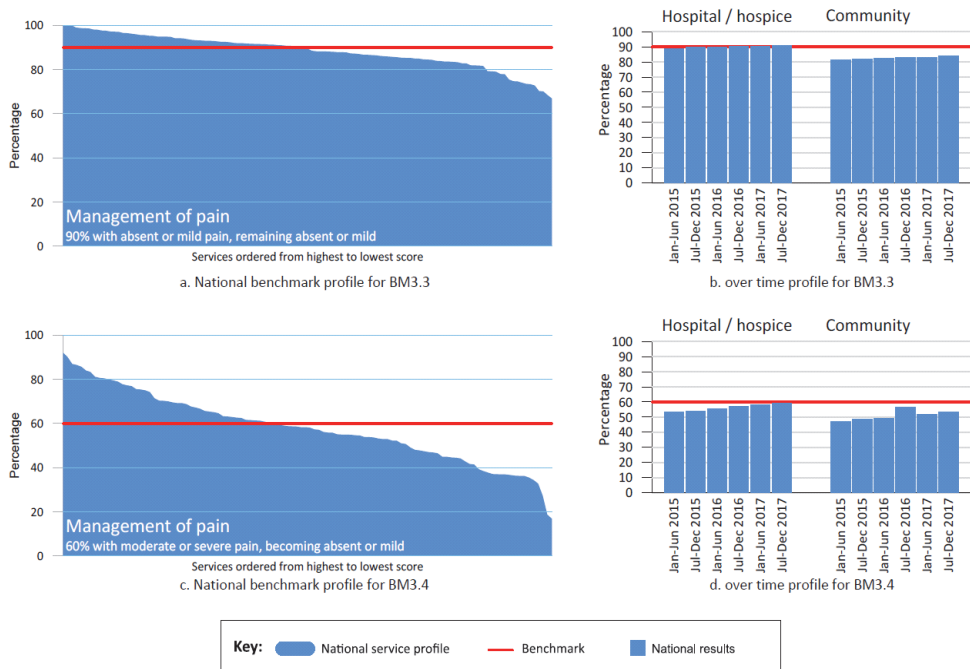 100
80
60
40
20
0
Percentage
Management of pain
90% with absent or mild pain, remaining absent or mild
Services ordered from highest to lowest score
a. National benchmark profile for BM3.3
Hospital / hospice Community
100
90
80
70
60
50
40
30
20
10
0
Percentage
Jan-Jun 2015
Jul-Dec 2015
Jan-Jun 2016
Jul-Dec 2016
Jan-Jun 2017
Jul-Dec 2017
Jan-Jun 2015
Jul-Dec 2015
Jan-Jun 2016
Jul-Dec 2016
Jan-Jun 2017
Jul-Dec 2017
b. over time profile for BM3.3
100
80
60
40
20
0
Percentage
Management of pain
60% with moderate or severe pain, becoming absent or mild
Services ordered from highest to lowest score
c. National benchmark profile for BM3.4
Hospital / hospice Community
100
90
80
70
60
50
40
30
20
10
0
Percentage
Jan-Jun 2015
Jul-Dec 2015
Jan-Jun 2016
Jul-Dec 2016
Jan-Jun 2017
Jul-Dec 2017
Jan-Jun 2015
Jul-Dec 2015
Jan-Jun 2016
Jul-Dec 2016
Jan-Jun 2017
Jul-Dec 2017
d. over time profile for BM3.4
Key: National service profile Benchmark National results